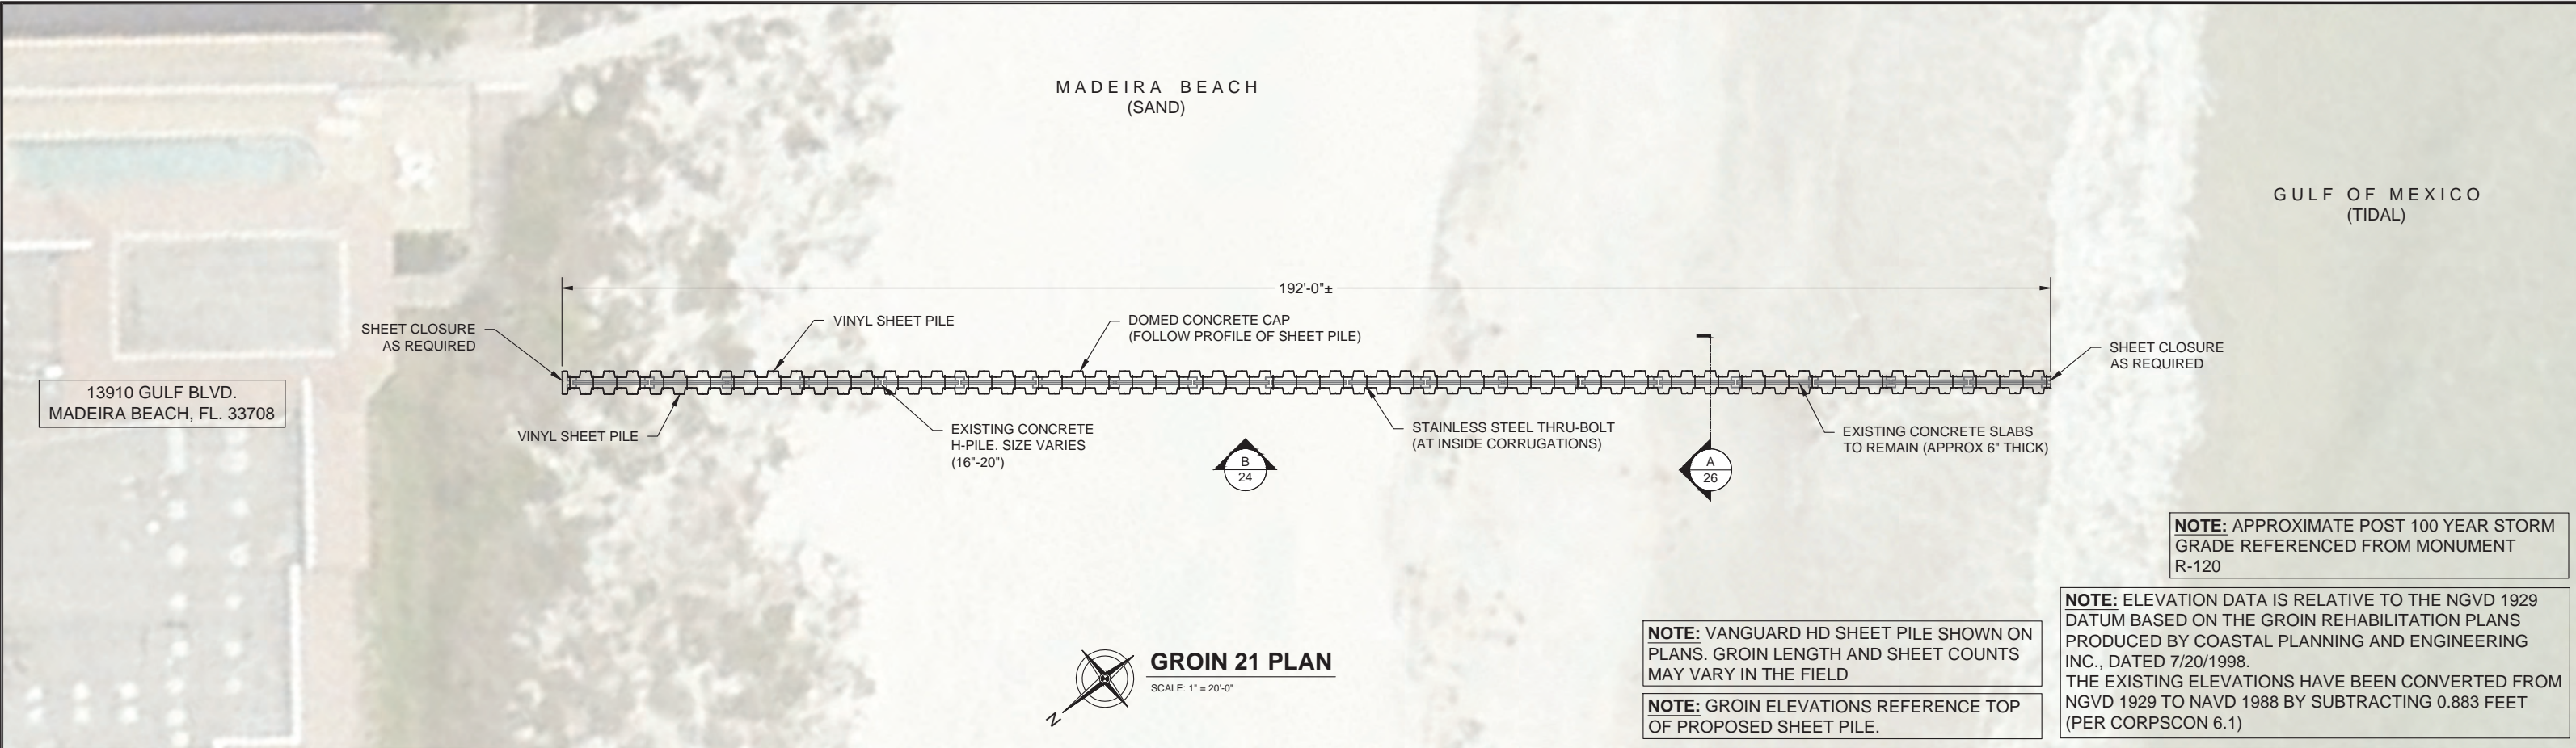 MADEIRA BEACH
(SAND)
GULF OF MEXICO
(TIDAL)
192'-0"±
SHEET CLOSURE
AS REQUIRED
VINYL SHEET PILE
DOMED CONCRETE CAP
(FOLLOW PROFILE OF SHEET PILE)
SHEET CLOSURE
AS REQUIRED
13910 GULF BLVD.
MADEIRA BEACH, FL. 33708
VINYL SHEET PILE
EXISTING CONCRETE
H-PILE. SIZE VARIES
(16"-20")
B
24
STAINLESS STEEL THRU-BOLT
(AT INSIDE CORRUGATIONS)
A
26
EXISTING CONCRETE SLABS
TO REMAIN (APPROX 6" THICK)
NOTE: APPROXIMATE POST 100 YEAR STORM
GRADE REFERENCED FROM MONUMENT
R-120
NOTE: ELEVATION DATA IS RELATIVE TO THE NGVD 1929
DATUM BASED ON THE GROIN REHABILITATION PLANS
PRODUCED BY COASTAL PLANNING AND ENGINEERING
INC., DATED 7/20/1998.
THE EXISTING ELEVATIONS HAVE BEEN CONVERTED FROM
NGVD 1929 TO NAVD 1988 BY SUBTRACTING 0.883 FEET
(PER CORPSCON 6.1)
NOTE: VANGUARD HD SHEET PILE SHOWN ON
PLANS. GROIN LENGTH AND SHEET COUNTS
MAY VARY IN THE FIELD
NOTE: GROIN ELEVATIONS REFERENCE TOP
OF PROPOSED SHEET PILE.
N
GROIN 21 PLAN
SCALE: 1" = 20'-0"